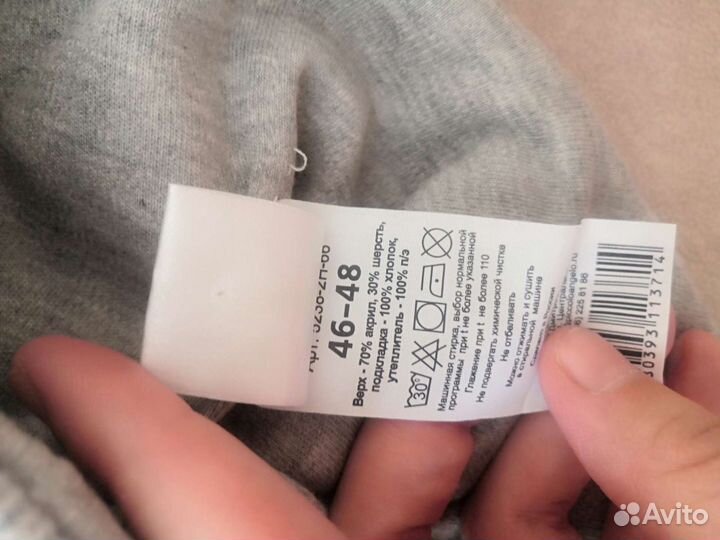 46-48
Верх - 70% акрил, 30% шерсть,
подкладка - 100% хлопок,
утеплитель - 100% п/э
30°
Машинная стирка, выбор нормальной
программы при t не более указанной
Глажение при t не более 110
Не подвергать химической чистке
Не отбеливать
Можно отжимать и сушить
в стиральной машине
225 81 86
Avito